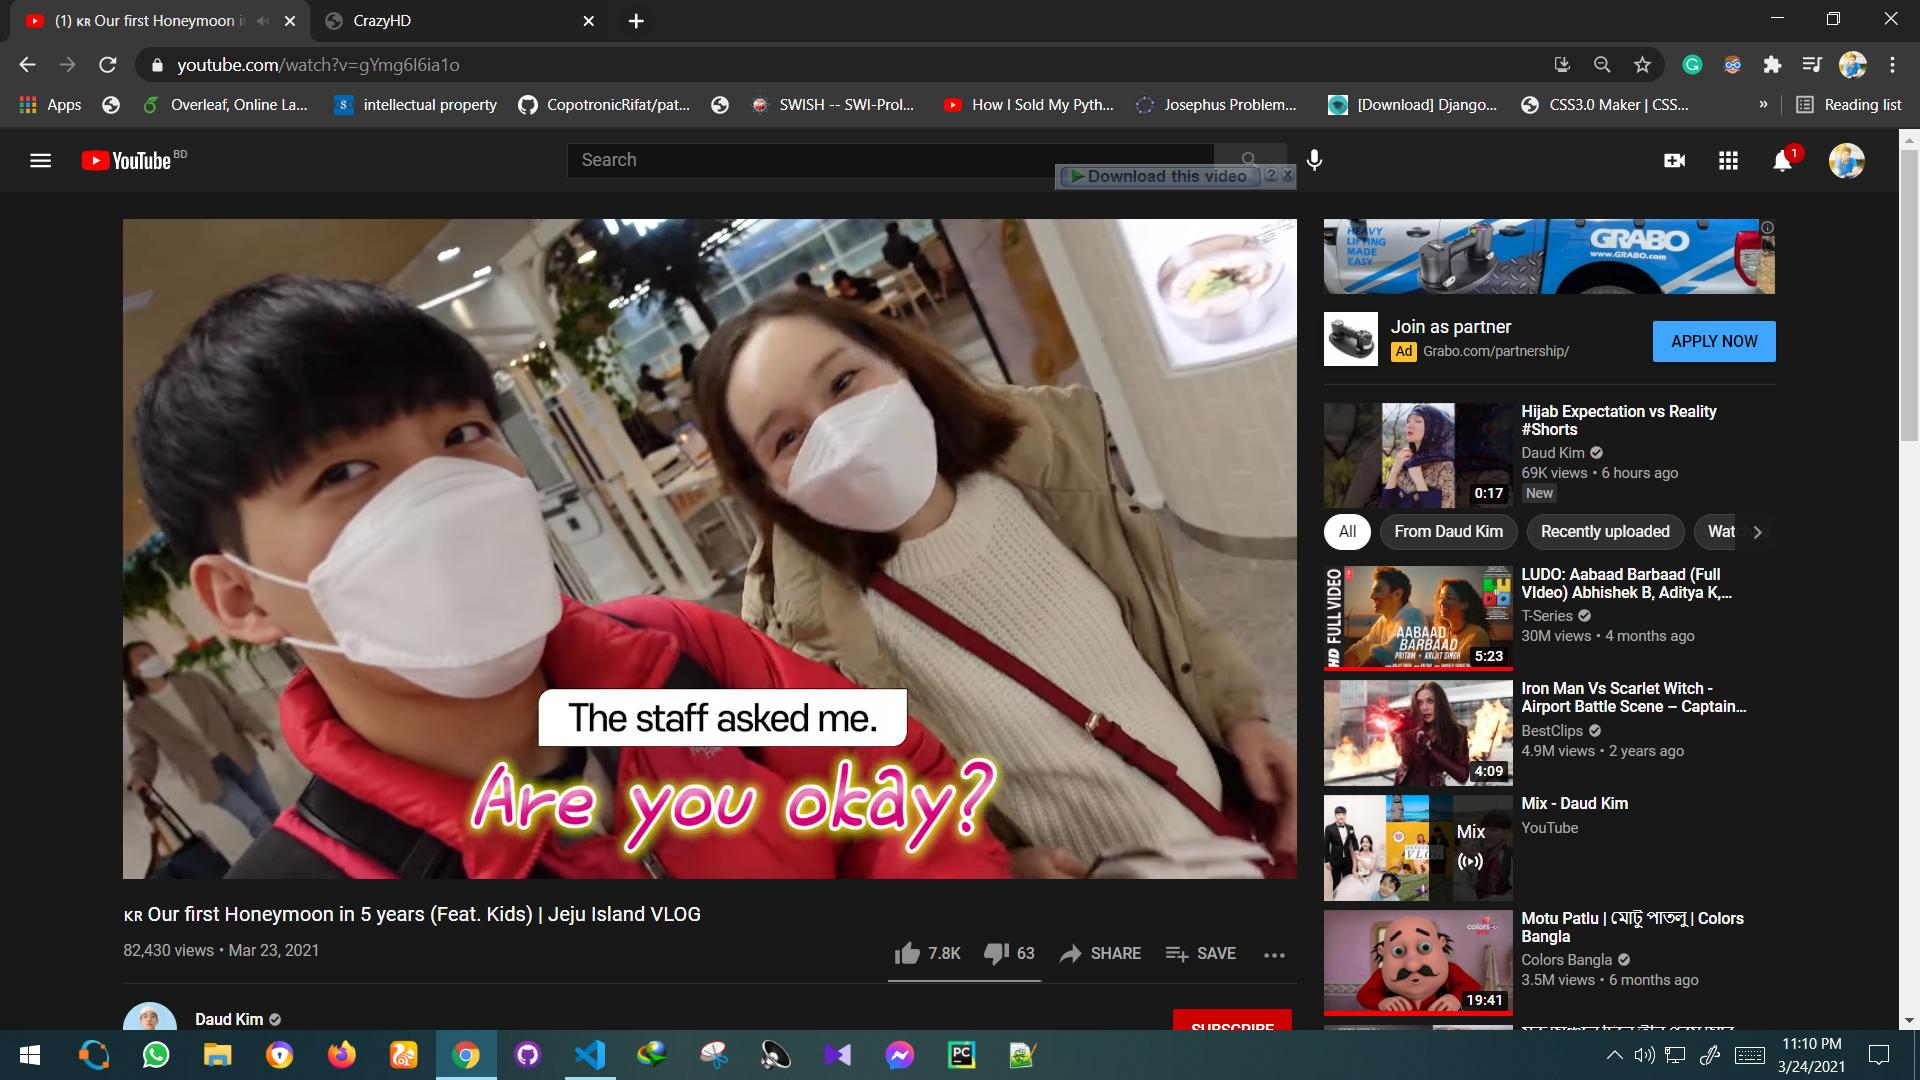 (1) ᴋʀ Our first Honeymoon i
CrazyHD
youtube.com/watch?v=gYmg6l6ia1o
Apps
Overleaf, Online La...
S
intellectual property
CopotronicRifat/pat...
SWISH -- SWI-Prol...
How I Sold My Pyth...
Josephus Problem...
[Download] Django...
CSS3.0 Maker | CSS...
»
Reading list
YouTube BD
Search
Download this video
1
HEAVY
LIFTING
MADE
EASY
GRABO
www.GRABO.com
Join as partner
Ad Grabo.com/partnership/
APPLY NOW
Hijab Expectation vs Reality
#Shorts
Daud Kim
69K views • 6 hours ago
New
0:17
All
From Daud Kim
Recently uploaded
HD FULL VIDEO
AABAAD
BARBAAD
PRITAM • ARIJIT SINGH
5:23
LUDO: Aabaad Barbaad (Full
VIdeo) Abhishek B, Aditya K,...
T-Series
30M views • 4 months ago
4:09
Iron Man Vs Scarlet Witch -
Airport Battle Scene – Captain...
BestClips
4.9M views • 2 years ago
Mix
Mix - Daud Kim
YouTube
colors
19:41
Motu Patlu | মোটু পাতলু | Colors
Bangla
Colors Bangla
3.5M views • 6 months ago
The staff asked me.
Are you okay?
ᴋʀ Our first Honeymoon in 5 years (Feat. Kids) | Jeju Island VLOG
82,430 views • Mar 23, 2021
7.8K
63
SHARE
SAVE
Daud Kim
SUBSCRIBE
PC
11:10 PM
3/24/2021